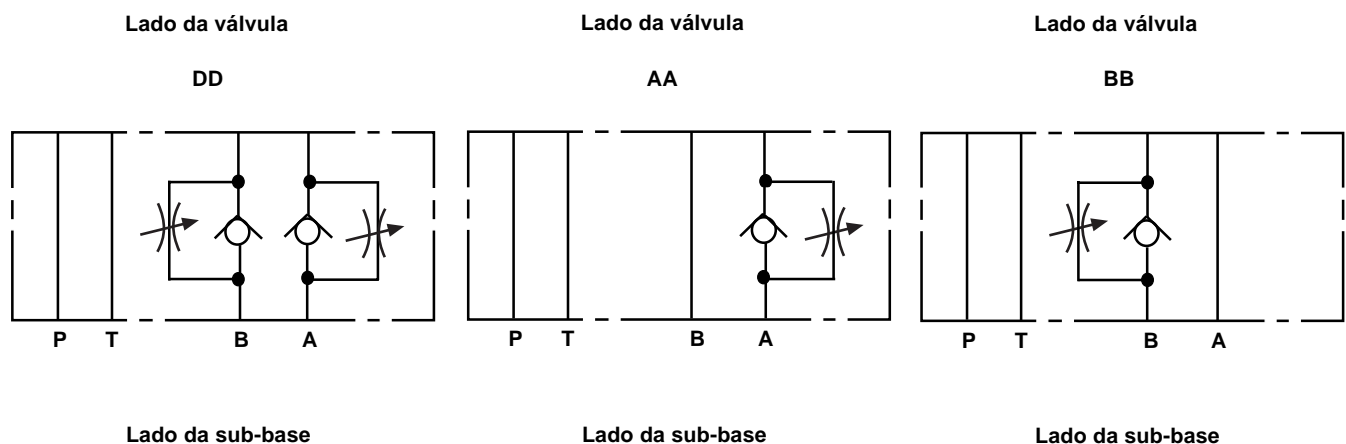 Lado da válvula
Lado da válvula
Lado da válvula
DD
AA
BB
P T B A
P T B A
P T B A
Lado da sub-base
Lado da sub-base
Lado da sub-base